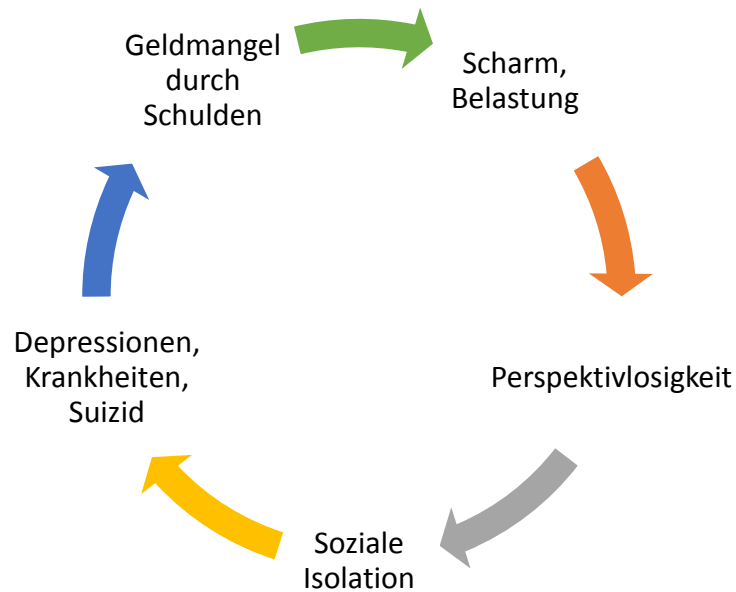 Geldmangel
durch
Schulden
Scharm,
Belastung
Perspektivlosigkeit
Soziale
Isolation
Depressionen,
Krankheiten,
Suizid